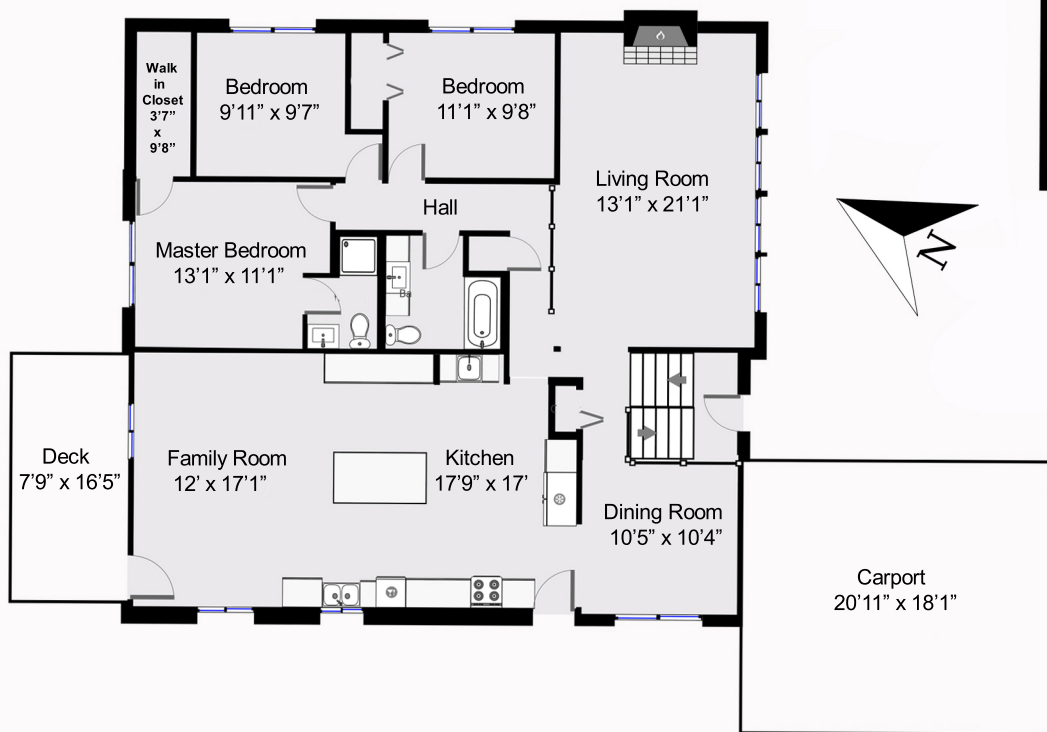 Walk
in
Closet
3'7”
x
9'8”
Bedroom
9'11” x 9'7”
Bedroom
11'1” x 9'8”
Living Room
13'1” x 21'1”
Hall
Master Bedroom
13'1” x 11'1”
N
Ba
Deck
7'9” x 16'5”
Family Room
12' x 17'1”
Kitchen
17'9” x 17'
Dining Room
10'5” x 10'4”
Carport
20'11” x 18'1”